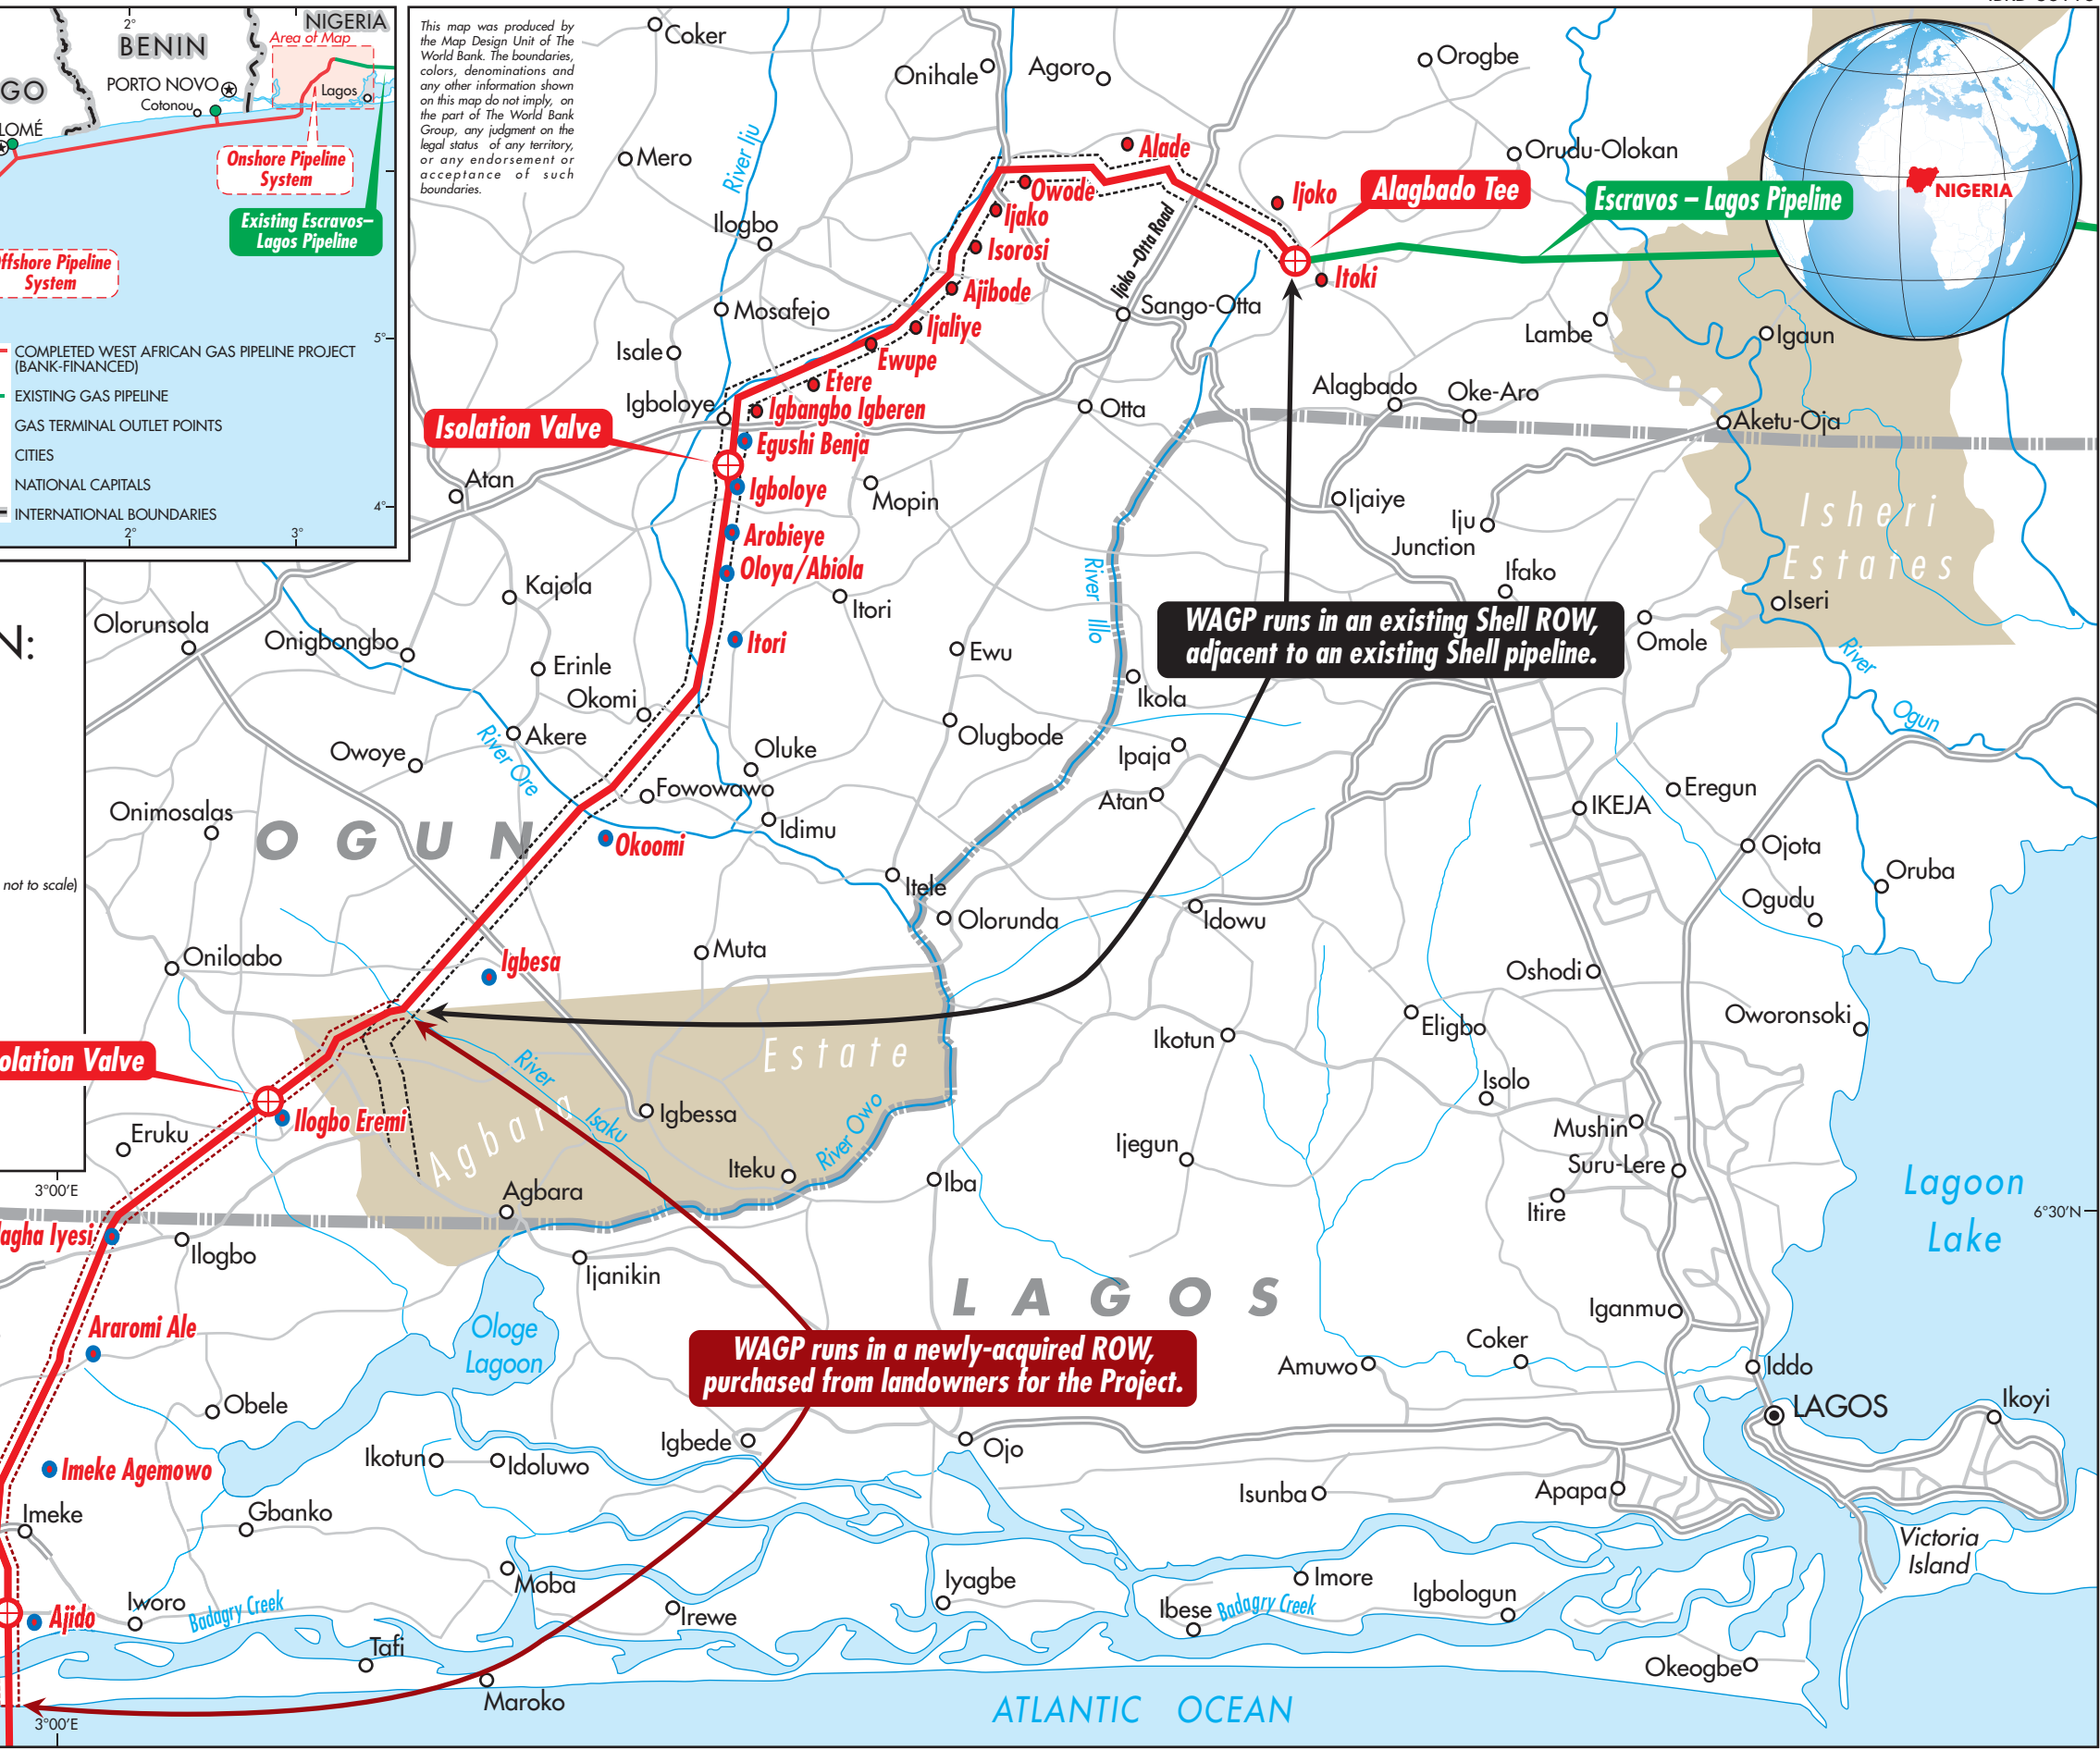 BENIN
NIGERIA
Area of Map
PORTO NOVO
Cotonou
Lagos
GO
LOMÉ
Onshore Pipeline
System
Existing Escravos–
Lagos Pipeline
ffshore Pipeline
System
2°
3°
5°
4°
2°
3°
COMPLETED WEST AFRICAN GAS PIPELINE PROJECT
(BANK-FINANCED)
EXISTING GAS PIPELINE
GAS TERMINAL OUTLET POINTS
CITIES
NATIONAL CAPITALS
INTERNATIONAL BOUNDARIES
This map was produced by
the Map Design Unit of The
World Bank. The boundaries,
colors, denominations and
any other information shown
on this map do not imply, on
the part of The World Bank
Group, any judgment on the
legal status of any territory,
or any endorsement or
acceptance of such
boundaries.
Coker
Onihale
Agoro
Orogbe
Mero
River Iju
Alade
Orudu-Olokan
NIGERIA
Owode
Ijoko
Alagbado Tee
Escravos – Lagos Pipeline
Ijako
Ilogbo
Isorosi
Ijoko –Otta Road
Itoki
Ajibode
Mosafejo
Sango-Otta
Ijaliye
Lambe
Igaun
Isale
Ewupe
Etere
Alagbado
Oke-Aro
Igboloye
Igbangbo Igberen
Otta
Aketu-Oja
Isolation Valve
Egushi Benja
Atan
Igboloye
Mopin
Ijaiye
Iju
Junction
Isheri
Estates
Arobieye
Oloya/Abiola
River Illo
Ifako
Kajola
Itori
Iseri
N:
Olorunsola
Onigbongbo
Itori
WAGP runs in an existing Shell ROW,
adjacent to an existing Shell pipeline.
Omole
Ewu
Erinle
River
Ogun
Okomi
Ikola
Akere
Olugbode
Oluke
Ipaja
Owoye
River Ore
Fowowawo
Atan
Eregun
IKEJA
Onimosalas
OGUN
Idimu
Okoomi
Ojota
Oruba
not to scale)
Itele
Ogudu
Olorunda
Idowu
Oniloabo
Igbesa
Muta
Oshodi
Oworonsoki
Eligbo
Ikotun
Estate
olation Valve
River
Isaku
Isolo
Ilogbo Eremi
Agbara
Igbessa
River Owo
Mushin
Eruku
Ijegun
Suru-Lere
Iteku
Iba
Lagoon
Lake
3°00'E
Agbara
Itire
6°30'N
agha Iyesi
Ilogbo
Ijanikin
LAGOS
Araromi Ale
Ologe
Lagoon
Iganmu
WAGP runs in a newly-acquired ROW,
purchased from landowners for the Project.
Coker
Amuwo
Iddo
Obele
LAGOS
Ikoyi
Igbede
Ojo
Imeke Agemowo
Ikotun
Idoluwo
Isunba
Apapa
Imeke
Gbanko
Victoria
Island
Moba
Iyagbe
Imore
Igbologun
Ajido
Iworo
Badagry Creek
Irewe
Ibese
Badagry Creek
Tafi
Okeogbe
Maroko
ATLANTIC OCEAN
3°00'E